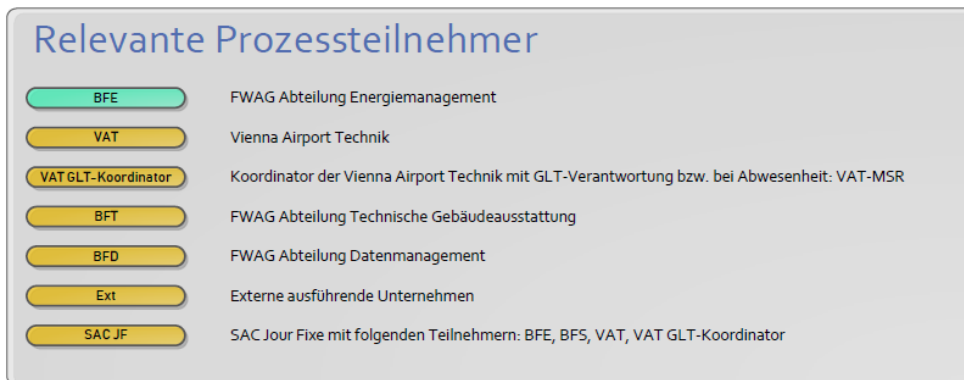 Relevante Prozessteilnehmer
BFE FWAG Abteilung Energiemanagement
VAT Vienna Airport Technik
VAT GLT-Koordinator Koordinator der Vienna Airport Technik mit GLT-Verantwortung bzw. bei Abwesenheit: VAT-MSR
BFT FWAG Abteilung Technische Gebäudeausstattung
BFD FWAG Abteilung Datenmanagement
Ext Externe ausführende Unternehmen
SAC JF SAC Jour Fixe mit folgenden Teilnehmern: BFE, BFS, VAT, VAT GLT-Koordinator